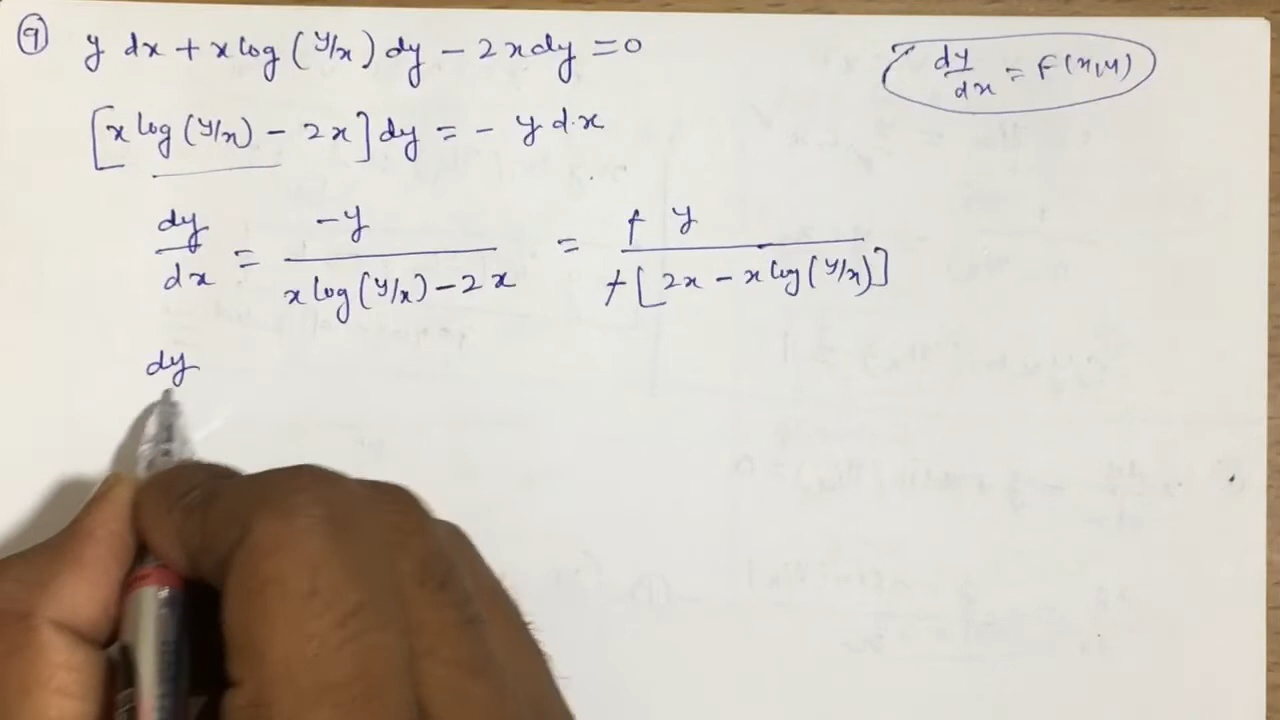 ⑨ y dx + x log (y/x) dy - 2x dy = 0
dy/dx = F(x,y)
[x log (y/x) - 2x] dy = - y dx
dy/dx = -y / x log (y/x) - 2x = + y / + [2x - x log (y/x)]
dy